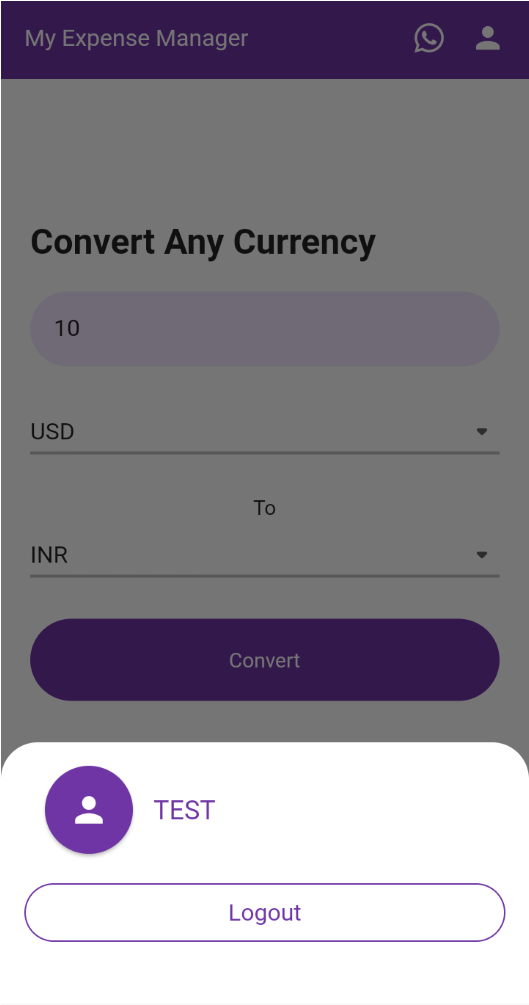 My Expense Manager
Convert Any Currency
10
USD
To
INR
Convert
TEST
Logout